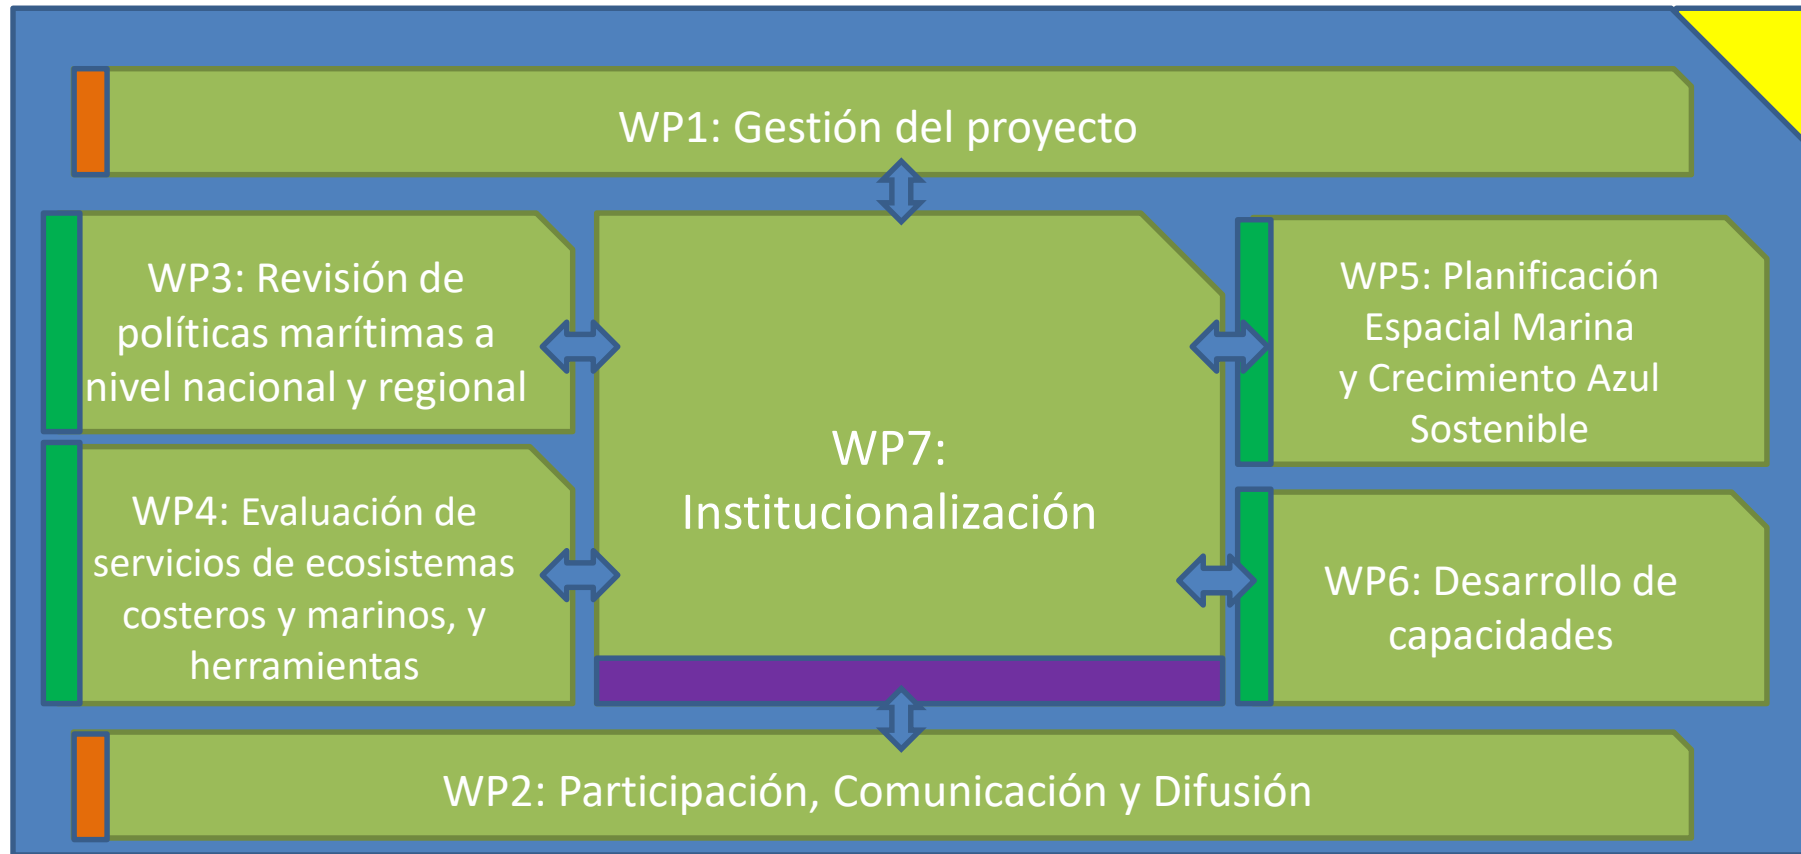 WP1: Gestión del proyecto
WP3: Revisión de
políticas marítimas a
nivel nacional y regional
WP4: Evaluación de
servicios de ecosistemas
costeros y marinos, y
herramientas
WP7:
Institucionalización
WP5: Planificación
Espacial Marina
y Crecimiento Azul
Sostenible
WP6: Desarrollo de
capacidades
WP2: Participación, Comunicación y Difusión